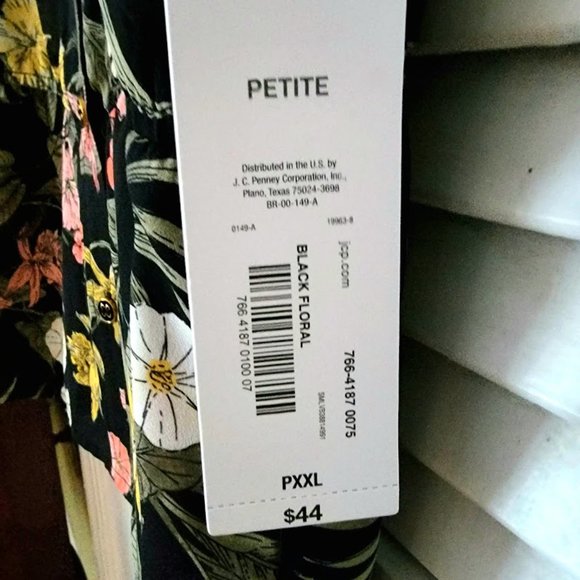 PETITE
Distributed in the U.S. by
J. C. Penney Corporation, Inc.,
Plano, Texas 75024-3698
BR-00-149-A
0149-A 19963-8
jcp.com
BLACK FLORAL
766 4187 0100 07
766-4187 0075
PXXL
$44